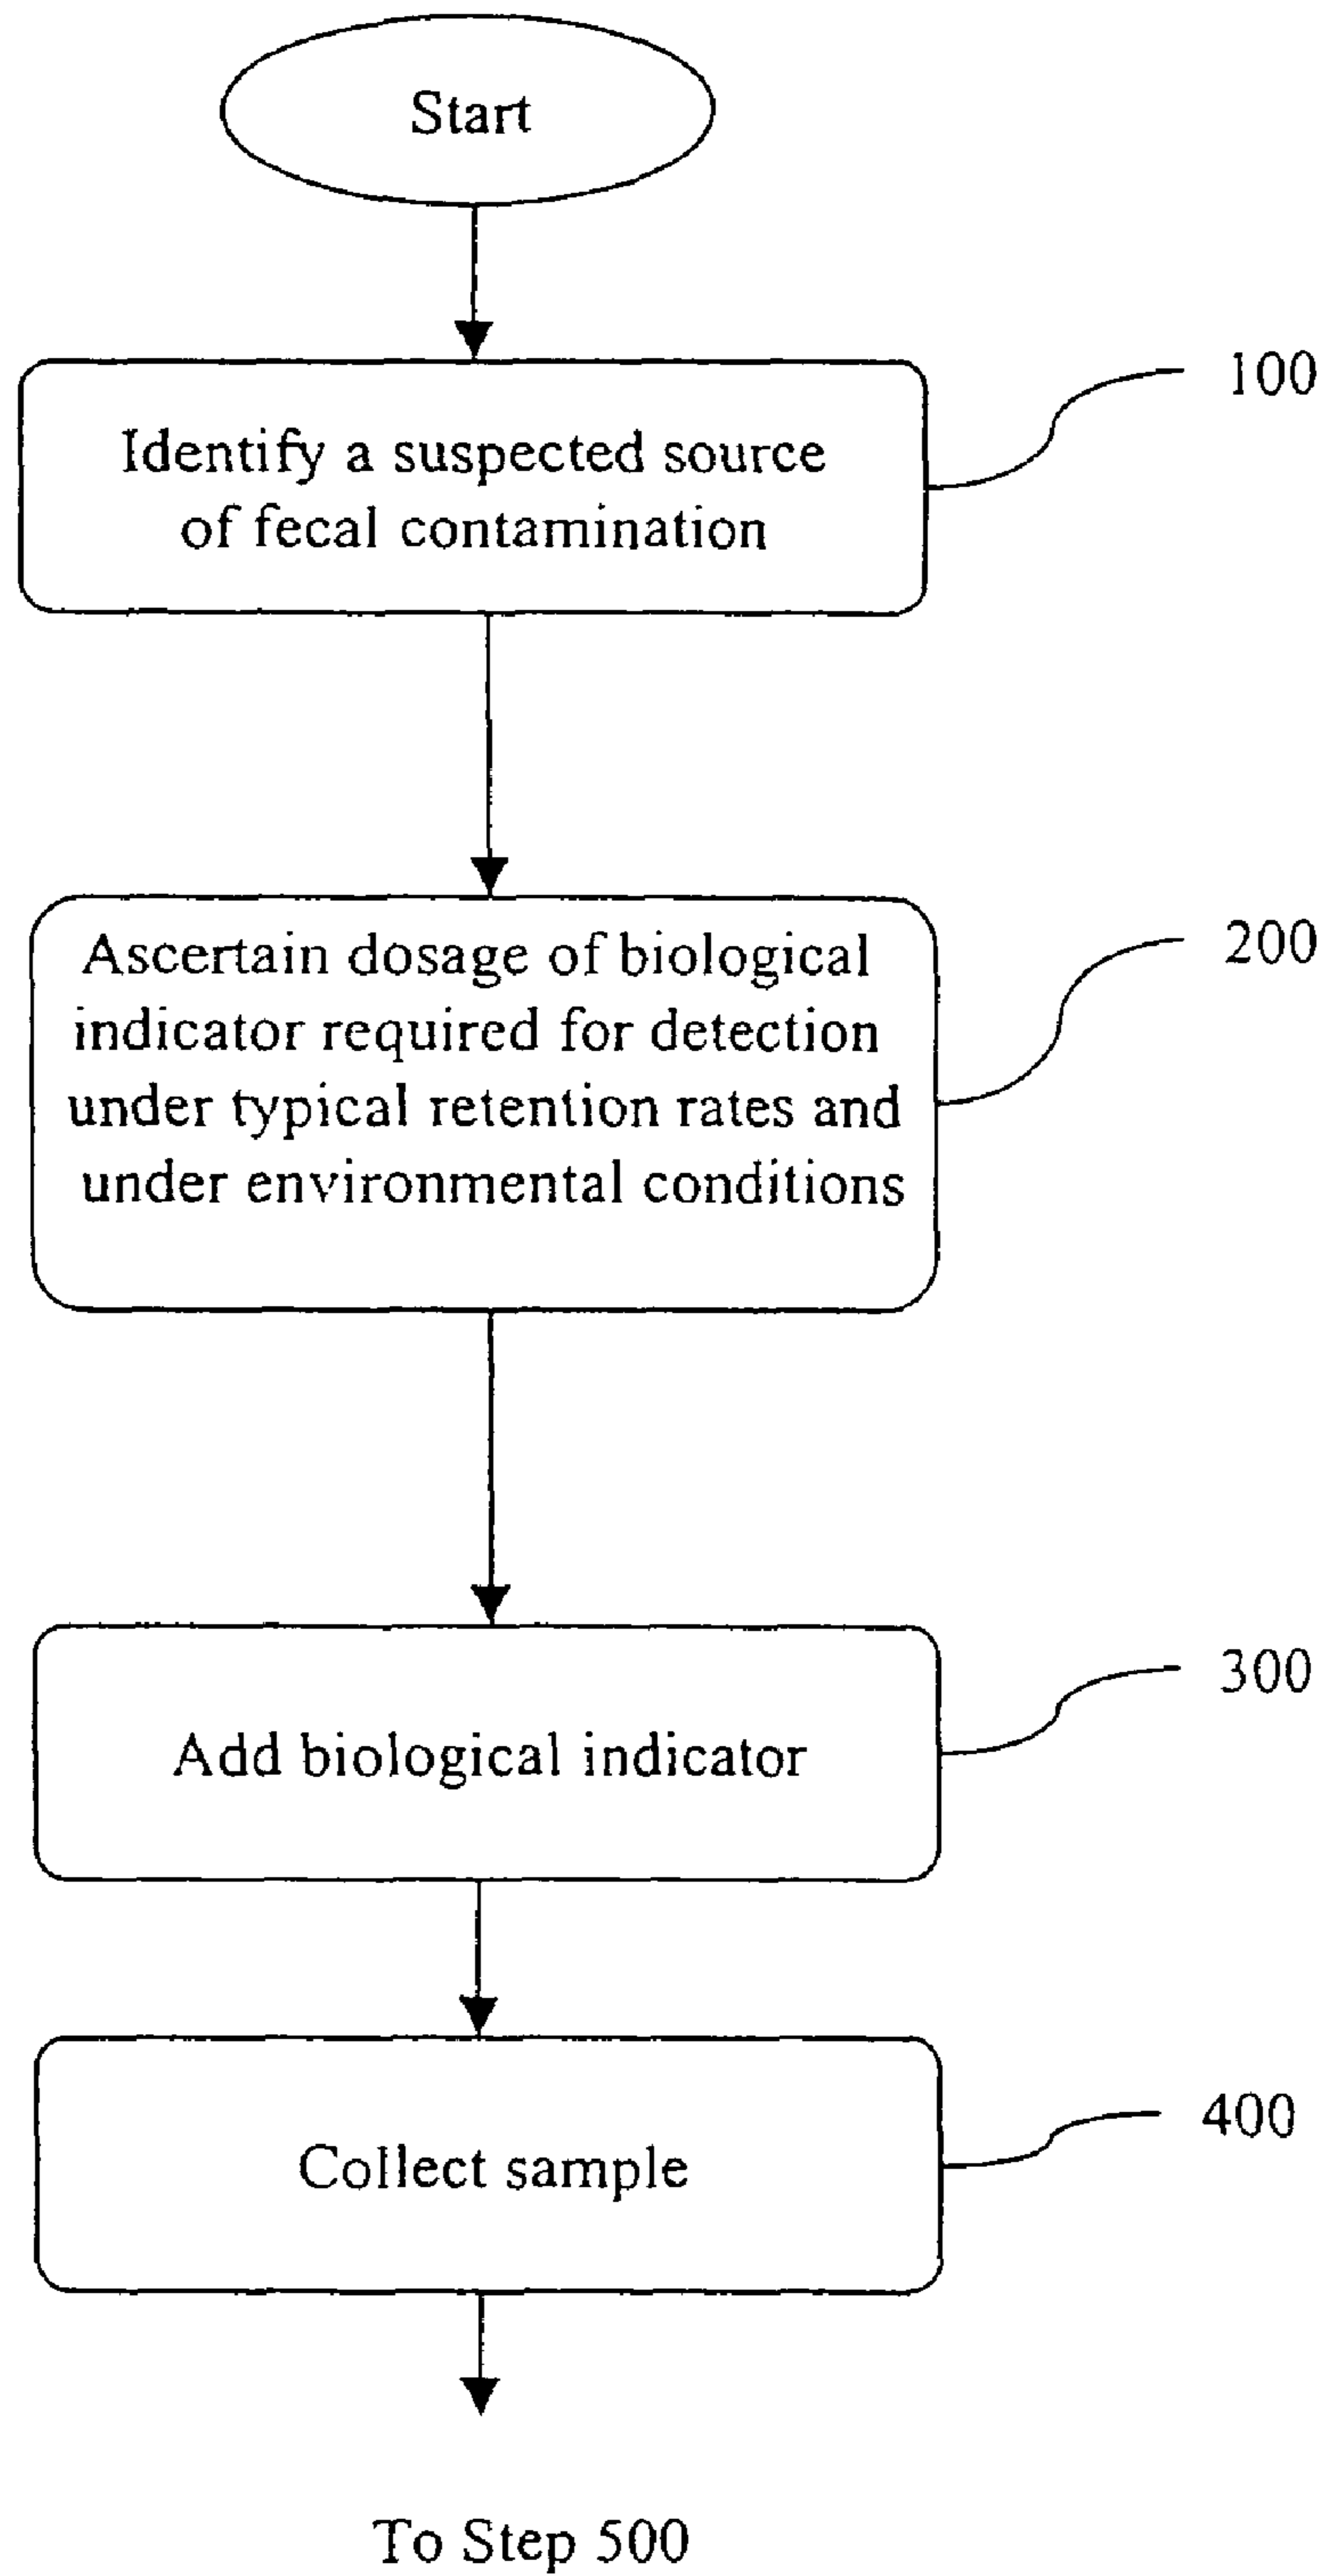 Start
100
Identify a suspected source
of fecal contamination
200
Ascertain dosage of biological
indicator required for detection
under typical retention rates and
under environmental conditions
300
Add biological indicator
400
Collect sample
To Step 500